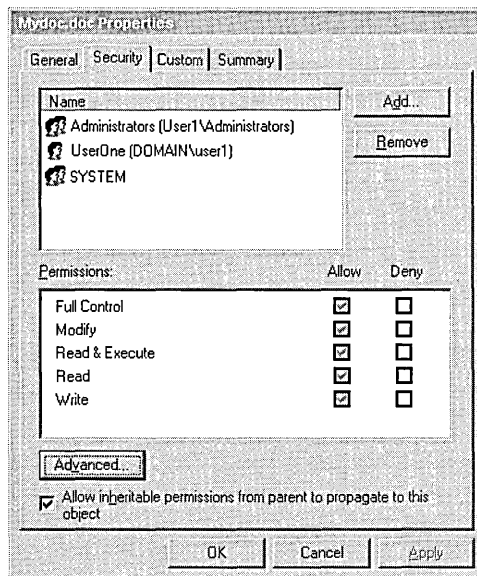 Mydoc.doc Properties
General Security Custom Summary
Name
Add...
Administrators (User1\Administrators)
UserOne (DOMAIN\user1)
Remove
SYSTEM
Permissions: Allow Deny
Full Control
Modify
Read & Execute
Read
Write
Advanced...
Allow inheritable permissions from parent to propagate to this
object
OK Cancel Apply